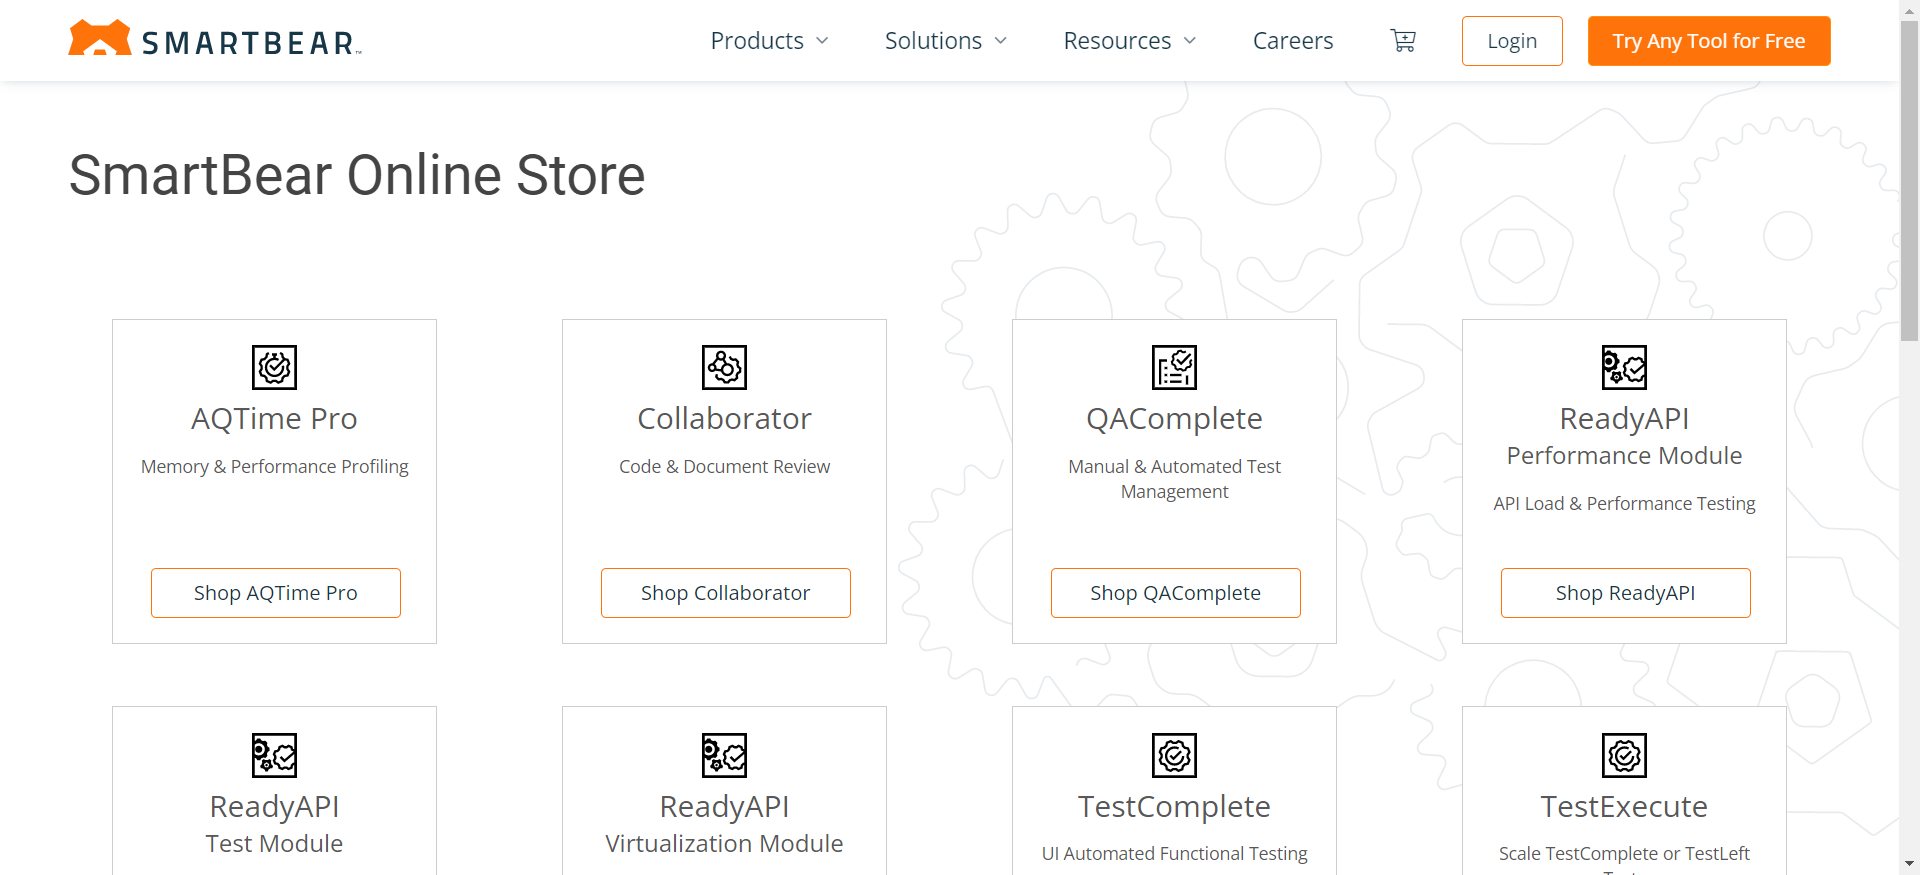 SMARTBEAR™
Products
Solutions
Resources
Careers
Login
Try Any Tool for Free
SmartBear Online Store
AQTime Pro
Memory & Performance Profiling
Shop AQTime Pro
Collaborator
Code & Document Review
Shop Collaborator
QAComplete
Manual & Automated Test
Management
Shop QAComplete
ReadyAPI
Performance Module
API Load & Performance Testing
Shop ReadyAPI
ReadyAPI
Test Module
ReadyAPI
Virtualization Module
TestComplete
UI Automated Functional Testing
TestExecute
Scale TestComplete or TestLeft